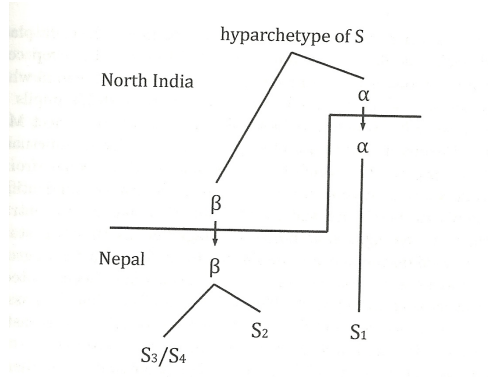 hyparchetype of S
North India
α
α
β
β
Nepal
S2
S1
S3/S4